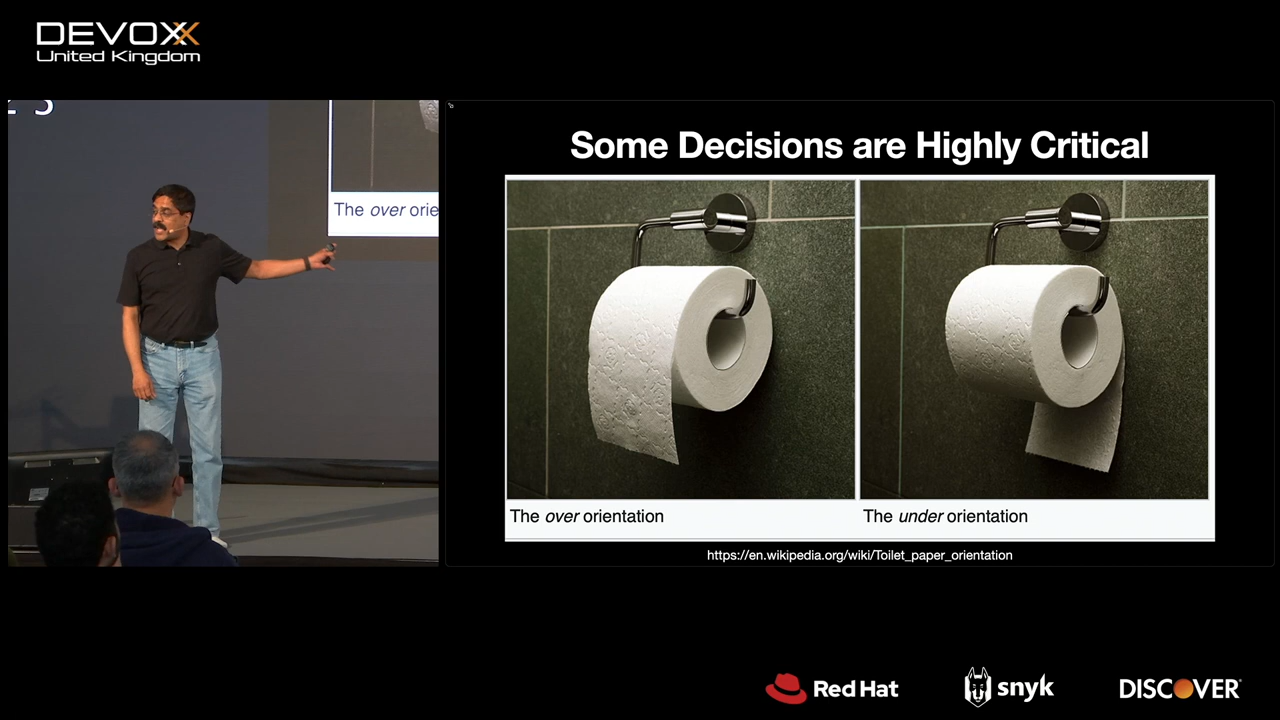 DEVOXX
United Kingdom
23
The over orie
Some Decisions are Highly Critical
The over orientation
The under orientation
https://en.wikipedia.org/wiki/Toilet_paper_orientation
Red Hat
snyk
DISCOVER